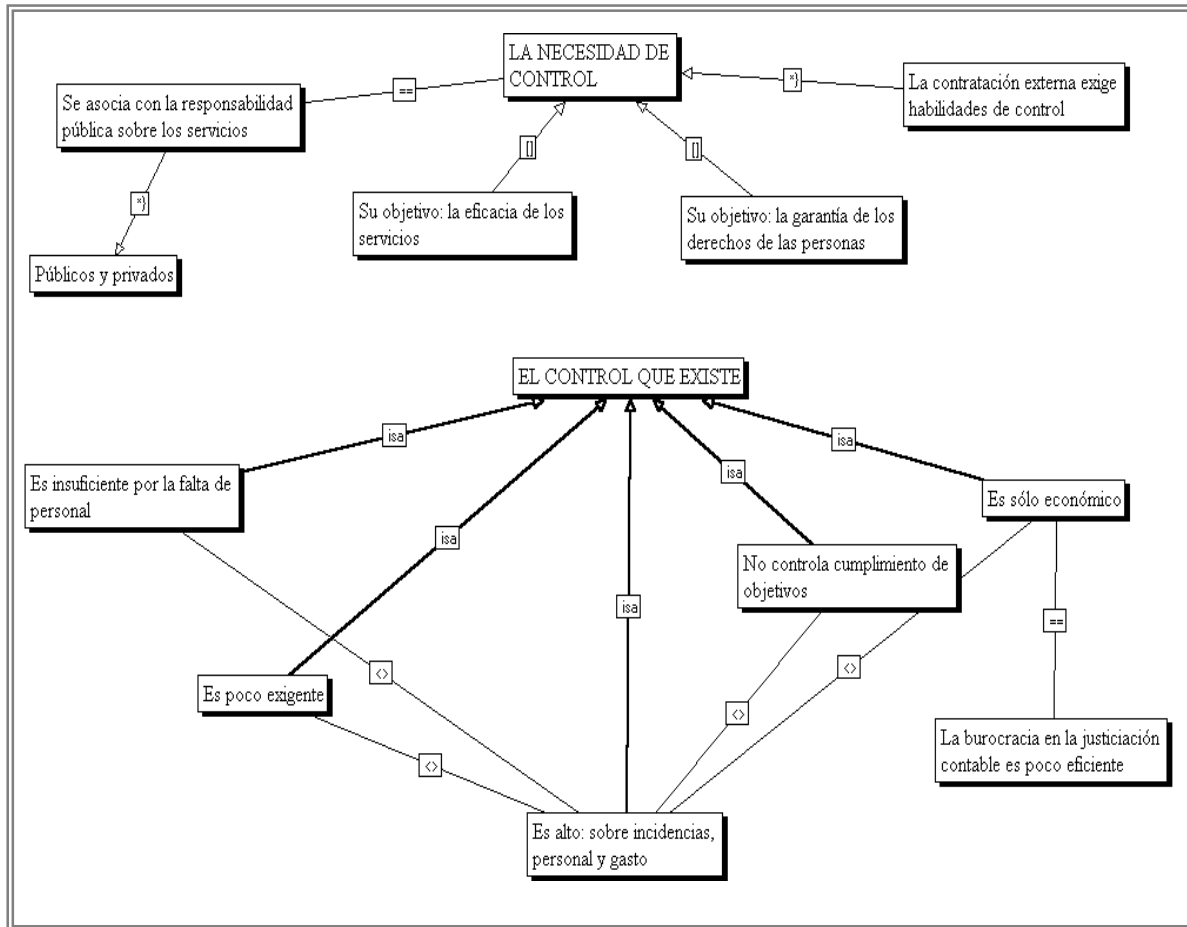 LA NECESIDAD DE
CONTROL
Se asocia con la responsabilidad
pública sobre los servicios
==
*}
La contratación externa exige
habilidades de control
[]
[]
*}
Su objetivo: la eficacia de los
servicios
Su objetivo: la garantía de los
derechos de las personas
Públicos y privados
EL CONTROL QUE EXISTE
isa
isa
isa
isa
isa
Es insuficiente por la falta de
personal
Es sólo económico
No controla cumplimiento de
objetivos
==
<>
<>
<>
<>
Es poco exigente
La burocracia en la justiciación
contable es poco eficiente
Es alto: sobre incidencias,
personal y gasto